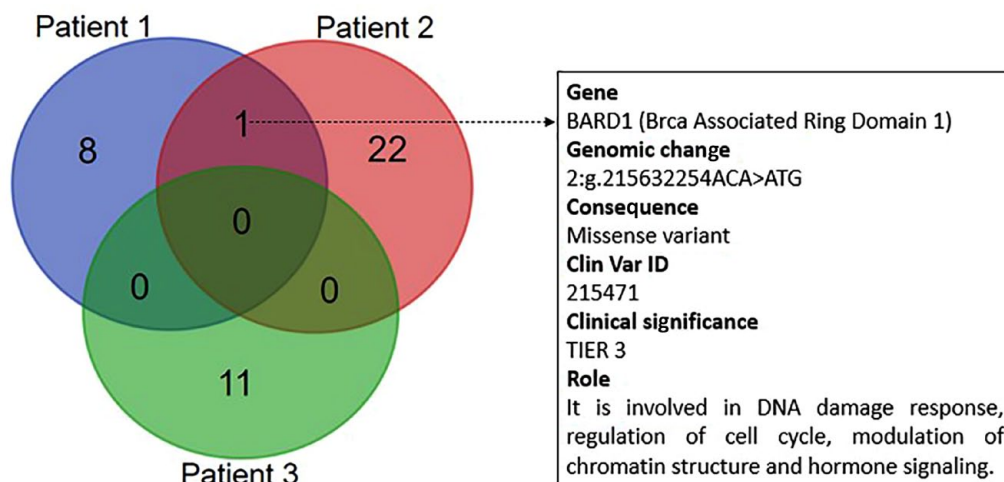 Patient 1
Patient 2
8
1
22
0
0
0
11
Patient 3
Gene
BARD1 (Brca Associated Ring Domain 1)
Genomic change
2:g.215632254ACA>ATG
Consequence
Missense variant
Clin Var ID
215471
Clinical significance
TIER 3
Role
It is involved in DNA damage response,
regulation of cell cycle, modulation of
chromatin structure and hormone signaling.